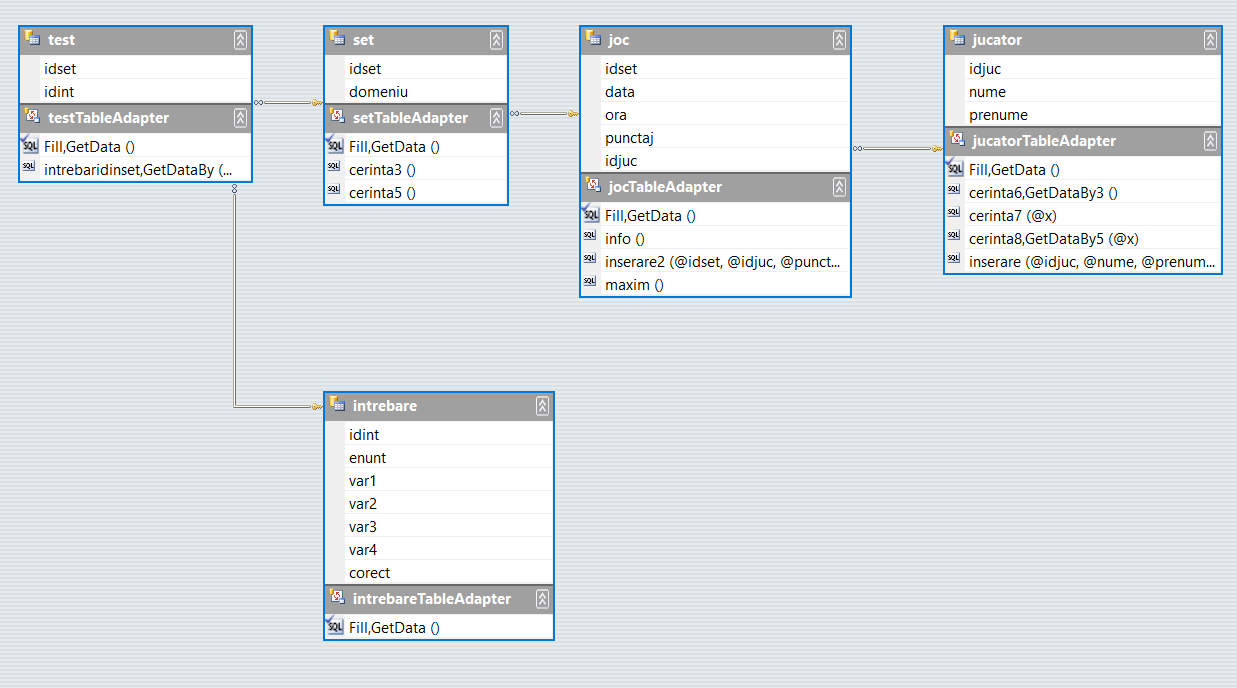 test
idset
idint
testTableAdapter
Fill,GetData ()
intrebaridinset,GetDataBy (...
set
idset
domeniu
setTableAdapter
Fill,GetData ()
cerinta3 ()
cerinta5 ()
joc
idset
data
ora
punctaj
idjuc
jocTableAdapter
Fill,GetData ()
info ()
inserare2 (@idset, @idjuc, @punct...
maxim ()
jucator
idjuc
nume
prenume
jucatorTableAdapter
Fill,GetData ()
cerinta6,GetDataBy3 ()
cerinta7 (@x)
cerinta8,GetDataBy5 (@x)
inserare (@idjuc, @nume, @prenum...
intrebare
idint
enunt
var1
var2
var3
var4
corect
intrebareTableAdapter
Fill,GetData ()